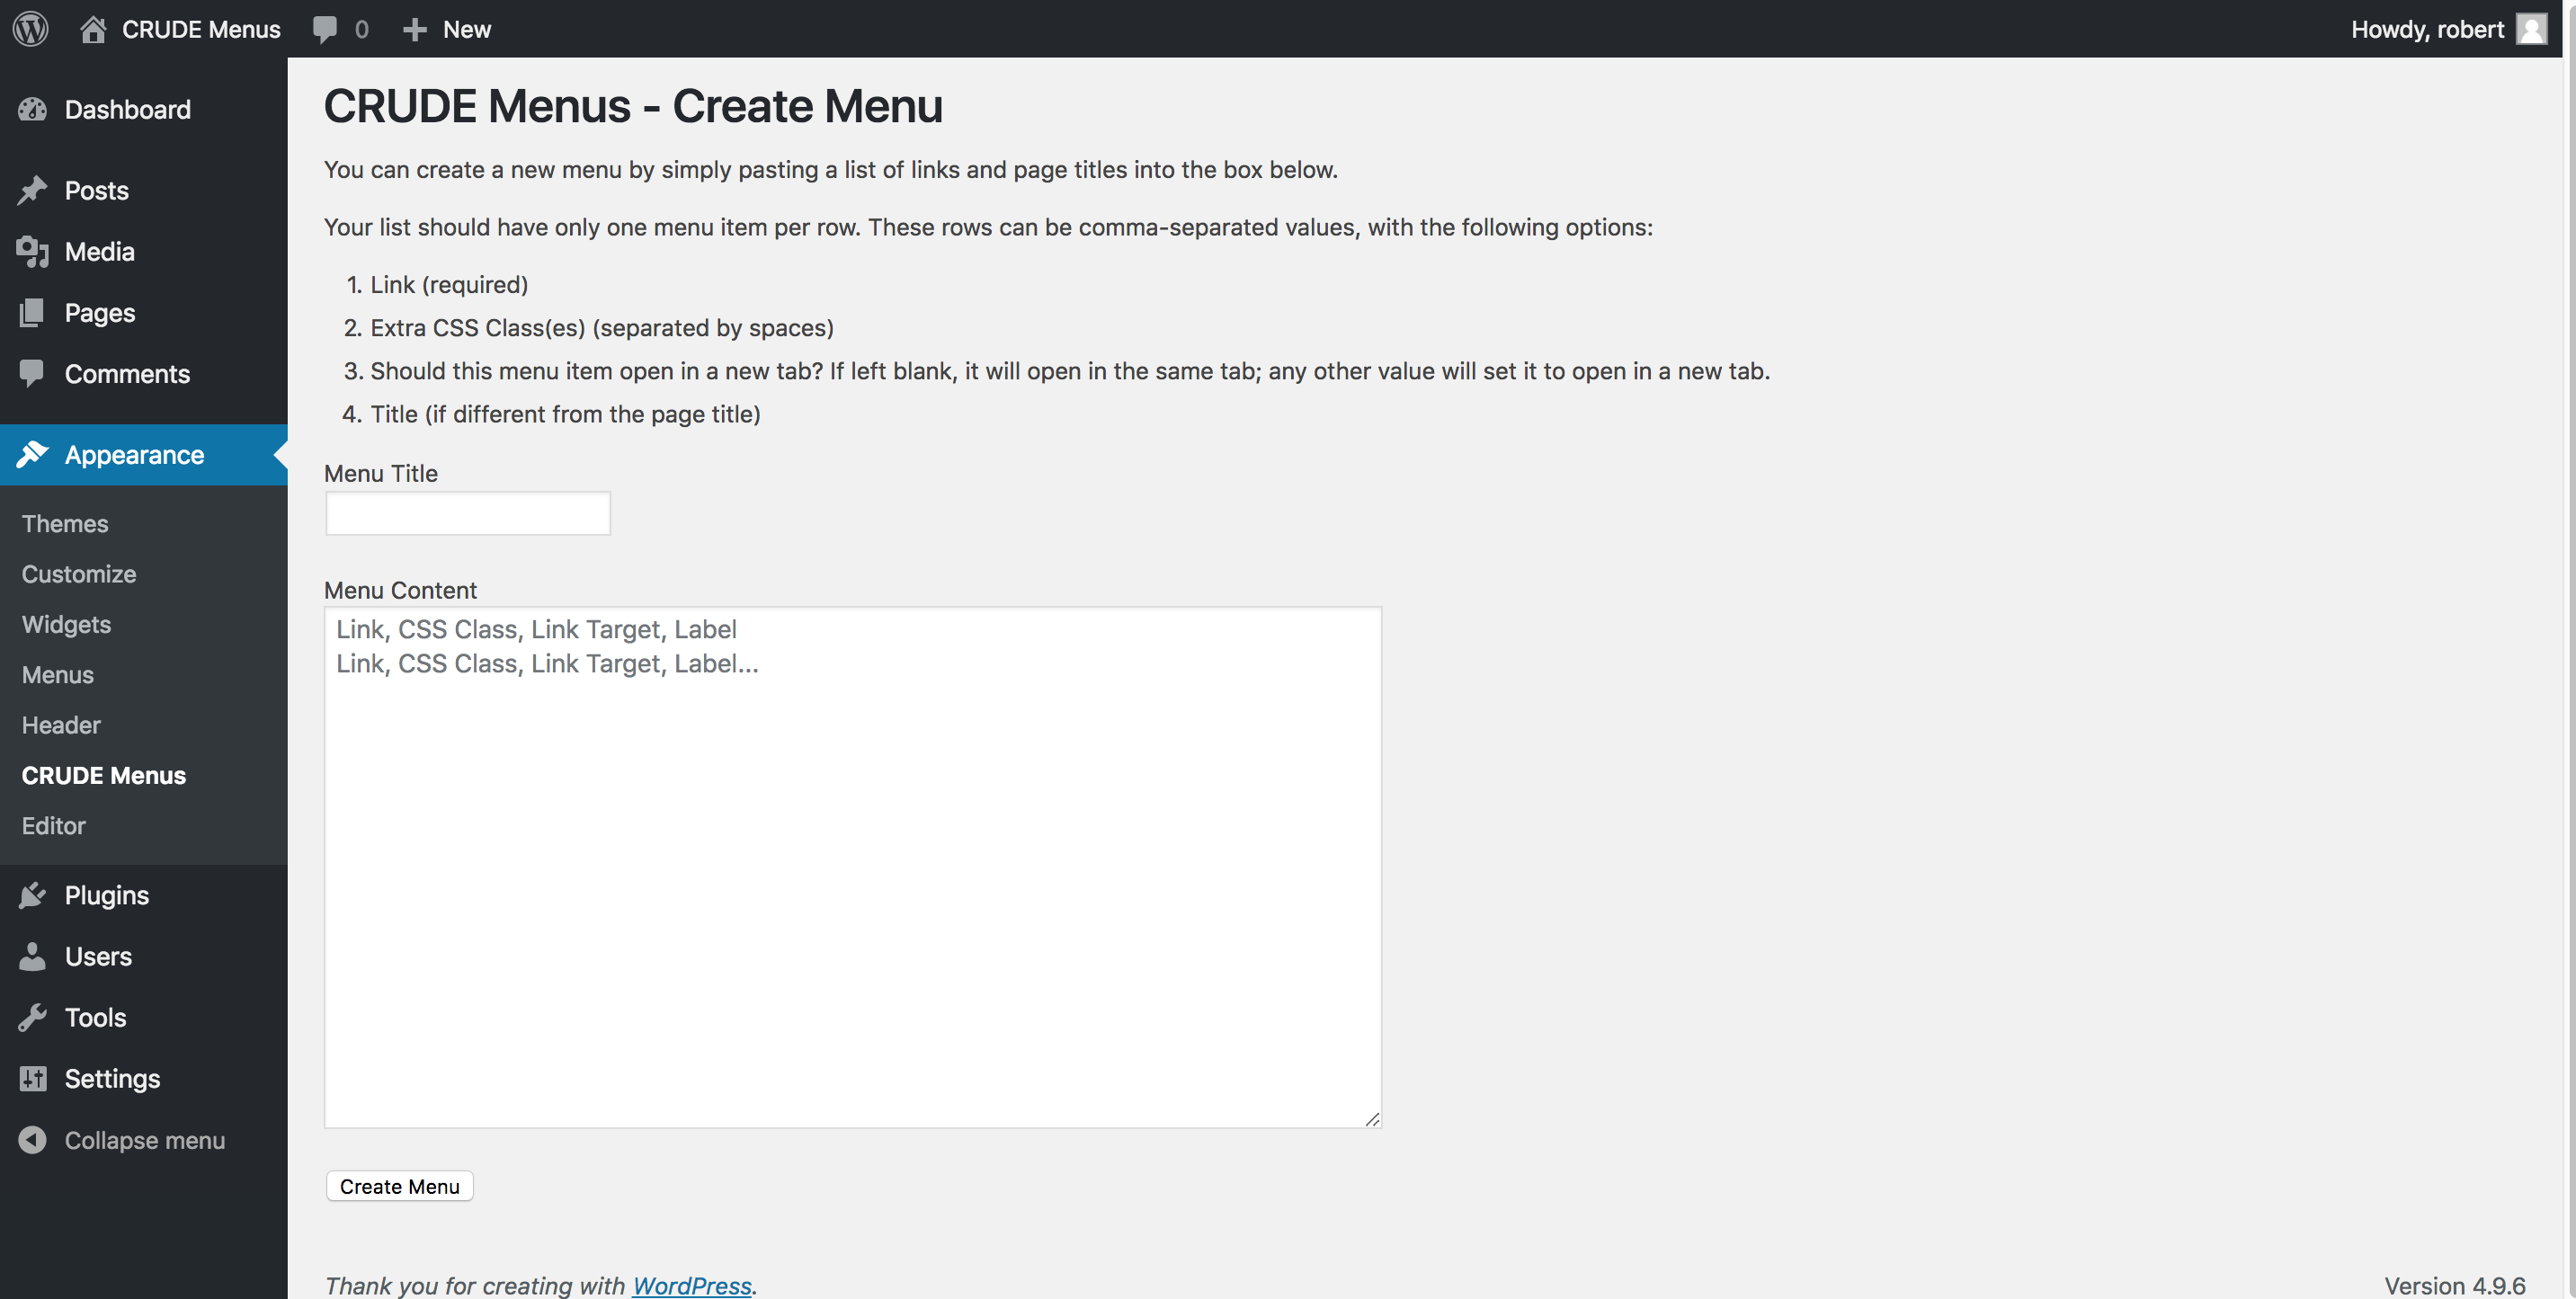 CRUDE Menus 0 New Howdy, robert
Dashboard
Posts
Media
Pages
Comments
Appearance
Themes
Customize
Widgets
Menus
Header
CRUDE Menus
Editor
Plugins
Users
Tools
Settings
Collapse menu
CRUDE Menus - Create Menu
You can create a new menu by simply pasting a list of links and page titles into the box below.
Your list should have only one menu item per row. These rows can be comma-separated values, with the following options:
1. Link (required)
2. Extra CSS Class(es) (separated by spaces)
3. Should this menu item open in a new tab? If left blank, it will open in the same tab; any other value will set it to open in a new tab.
4. Title (if different from the page title)
Menu Title
Menu Content
Link, CSS Class, Link Target, Label
Link, CSS Class, Link Target, Label...
Create Menu
Thank you for creating with WordPress.
Version 4.9.6